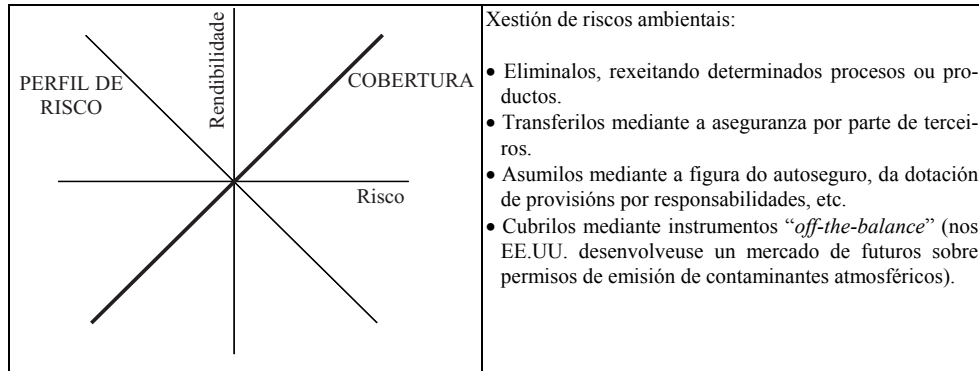 Rendibilidade
PERFIL DE
RISCO
COBERTURA
Risco
Xestión de riscos ambientais:
• Eliminalos, rexeitando determinados procesos ou pro-
ductos.
• Transferilos mediante a aseguranza por parte de tercei-
ros.
• Asumilos mediante a figura do autoseguro, da dotación
de provisións por responsabilidades, etc.
• Cubrilos mediante instrumentos “off-the-balance” (nos
EE.UU. desenvolveuse un mercado de futuros sobre
permisos de emisión de contaminantes atmosféricos).